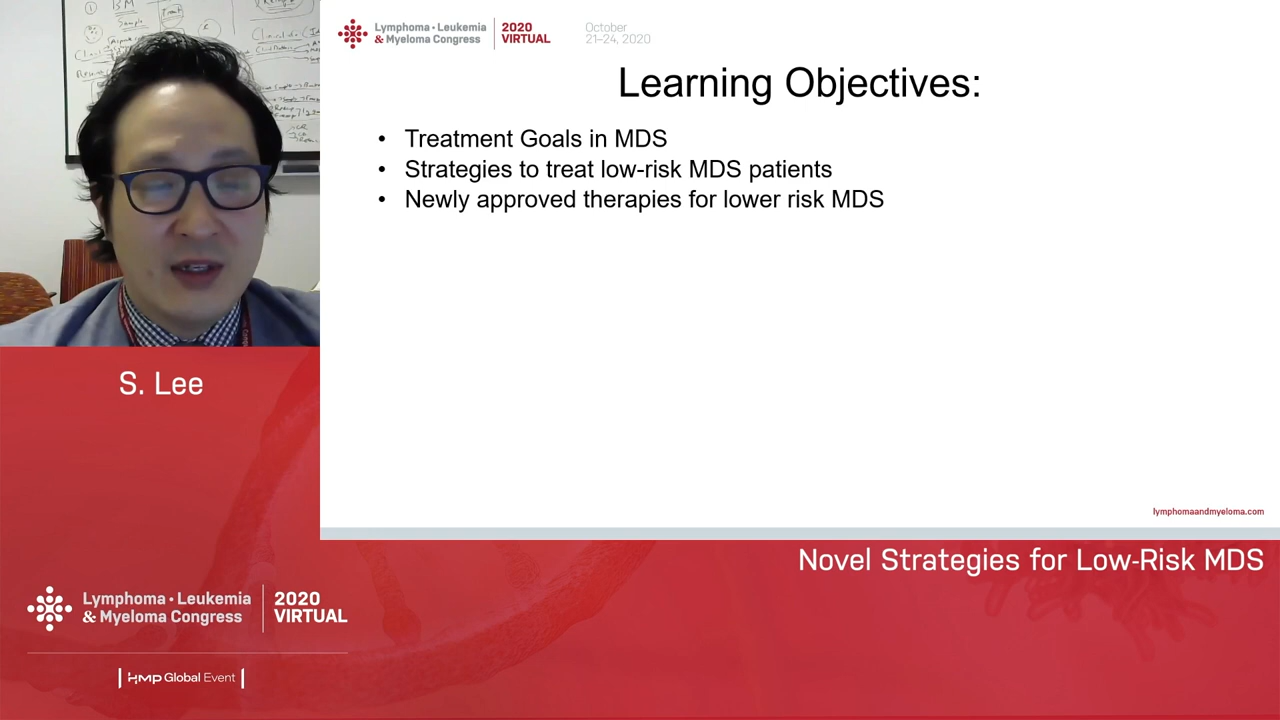 Lymphoma • Leukemia
& Myeloma Congress
2020
VIRTUAL
October
21–24, 2020
Learning Objectives:
• Treatment Goals in MDS
• Strategies to treat low-risk MDS patients
• Newly approved therapies for lower risk MDS
lymphomaandmyeloma.com
S. Lee
Novel Strategies for Low-Risk MDS
Lymphoma • Leukemia
& Myeloma Congress
2020
VIRTUAL
HMP Global Event